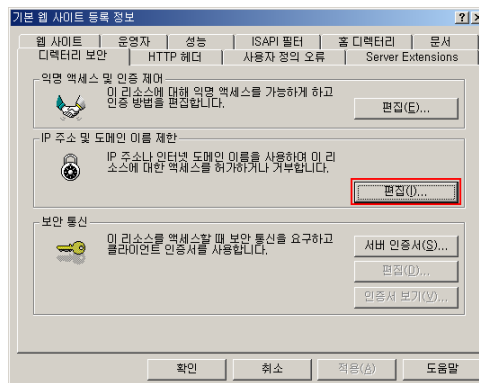 기본 웹 사이트 등록 정보
웹 사이트 운영자 성능 ISAPI 필터 홈 디렉터리 문서
디렉터리 보안 HTTP 헤더 사용자 정의 오류 Server Extensions
익명 액세스 및 인증 제어
이 리소스에 대해 익명 액세스를 가능하게 하고
인증 방법을 편집합니다.
편집(E)...
IP 주소 및 도메인 이름 제한
IP 주소나 인터넷 도메인 이름을 사용하여 이 리
소스에 대한 액세스를 허가하거나 거부합니다.
편집(I)...
보안 통신
이 리소스를 액세스할 때 보안 통신을 요구하고
클라이언트 인증서를 사용합니다.
서버 인증서(S)...
편집(D)...
인증서 보기(V)...
확인 취소 적용(A) 도움말